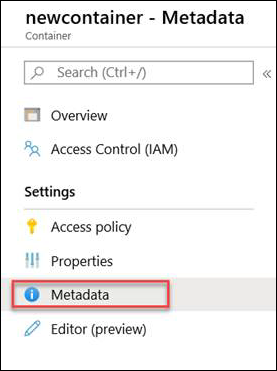 newcontainer - Metadata
Container
Search (Ctrl+/)
Overview
Access Control (IAM)
Settings
Access policy
Properties
Metadata
Editor (preview)